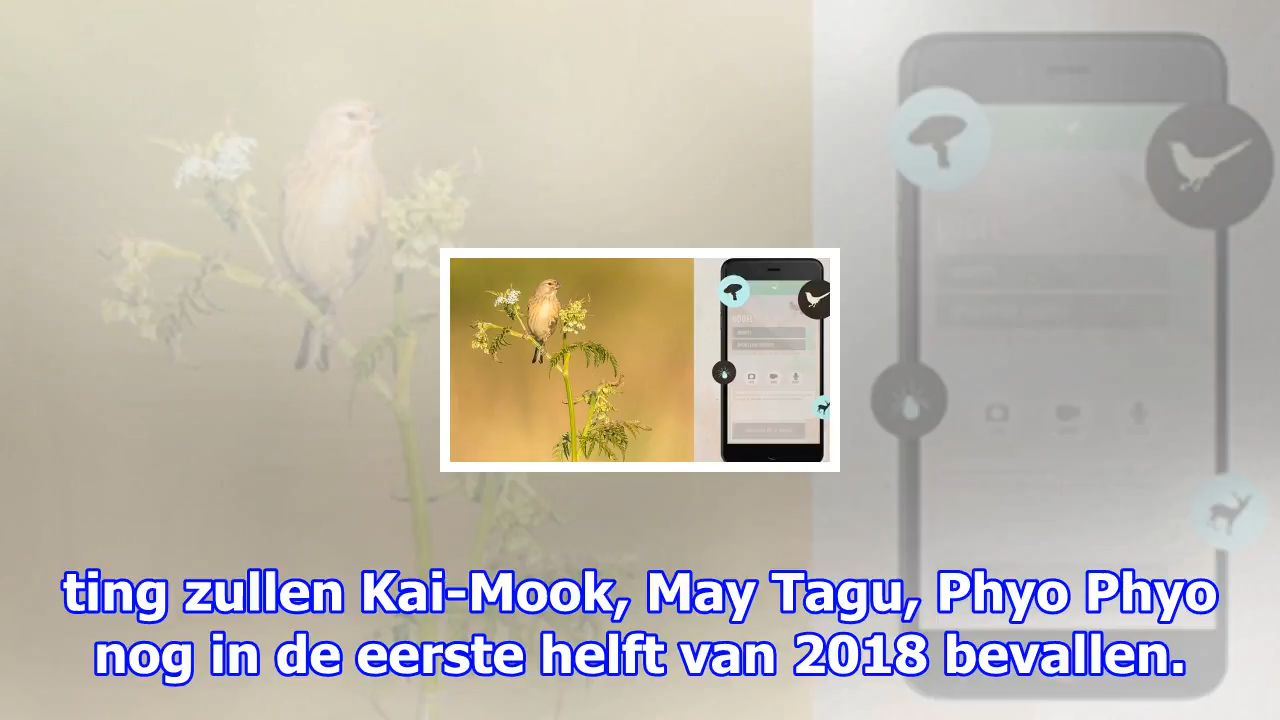 ting zullen Kai-Mook, May Tagu, Phyo Phyo
nog in de eerste helft van 2018 bevallen.